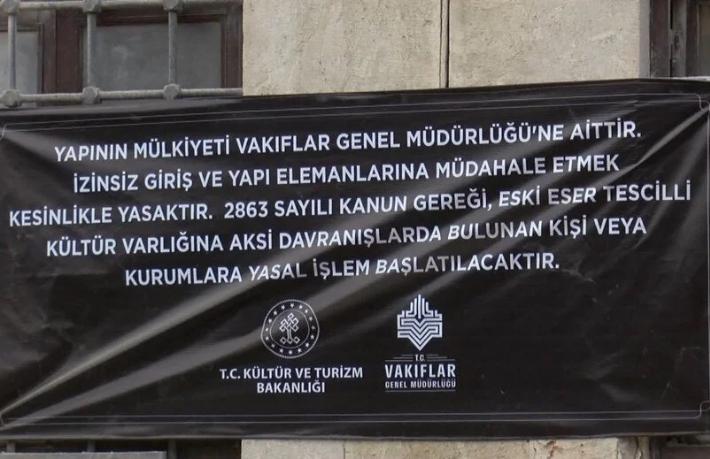 YAPININ MÜLKİYETİ VAKIFLAR GENEL MÜDÜRLÜĞÜ'NE AİTTİR.
İZİNSİZ GİRİŞ VE YAPI ELEMANLARINA MÜDAHALE ETMEK
KESİNLİKLE YASAKTIR. 2863 SAYILI KANUN GEREĞİ, ESKİ ESER TESCİLLİ
KÜLTÜR VARLIĞINA AKSİ DAVRANIŞLARDA BULUNAN KİŞİ VEYA
KURUMLARA YASAL İŞLEM BAŞLATILACAKTIR.
T.C. KÜLTÜR VE TURİZM
BAKANLIĞI
T.C.
VAKIFLAR
GENEL MÜDÜRLÜĞÜ